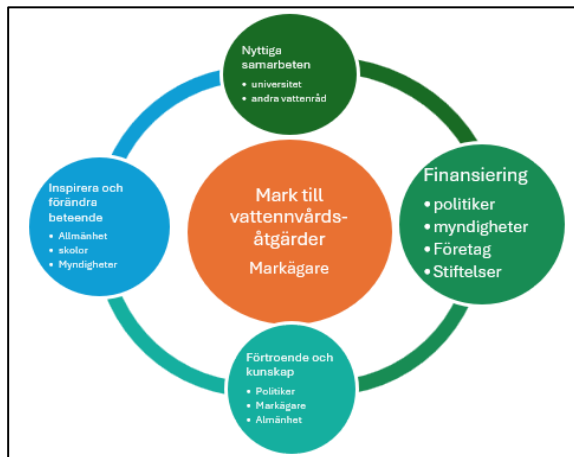 Nyttiga
samarbeten
• universitet
• andra vattenråd
Inspirera och
förändra
beteende
• Allmänhet
• skolor
• Myndigheter
Mark till
vattennvårds-
åtgärder
Markägare
Finansiering
• politiker
• myndigheter
• Företag
• Stiftelser
Förtroende och
kunskap
• Politiker
• Markägare
• Almänhet